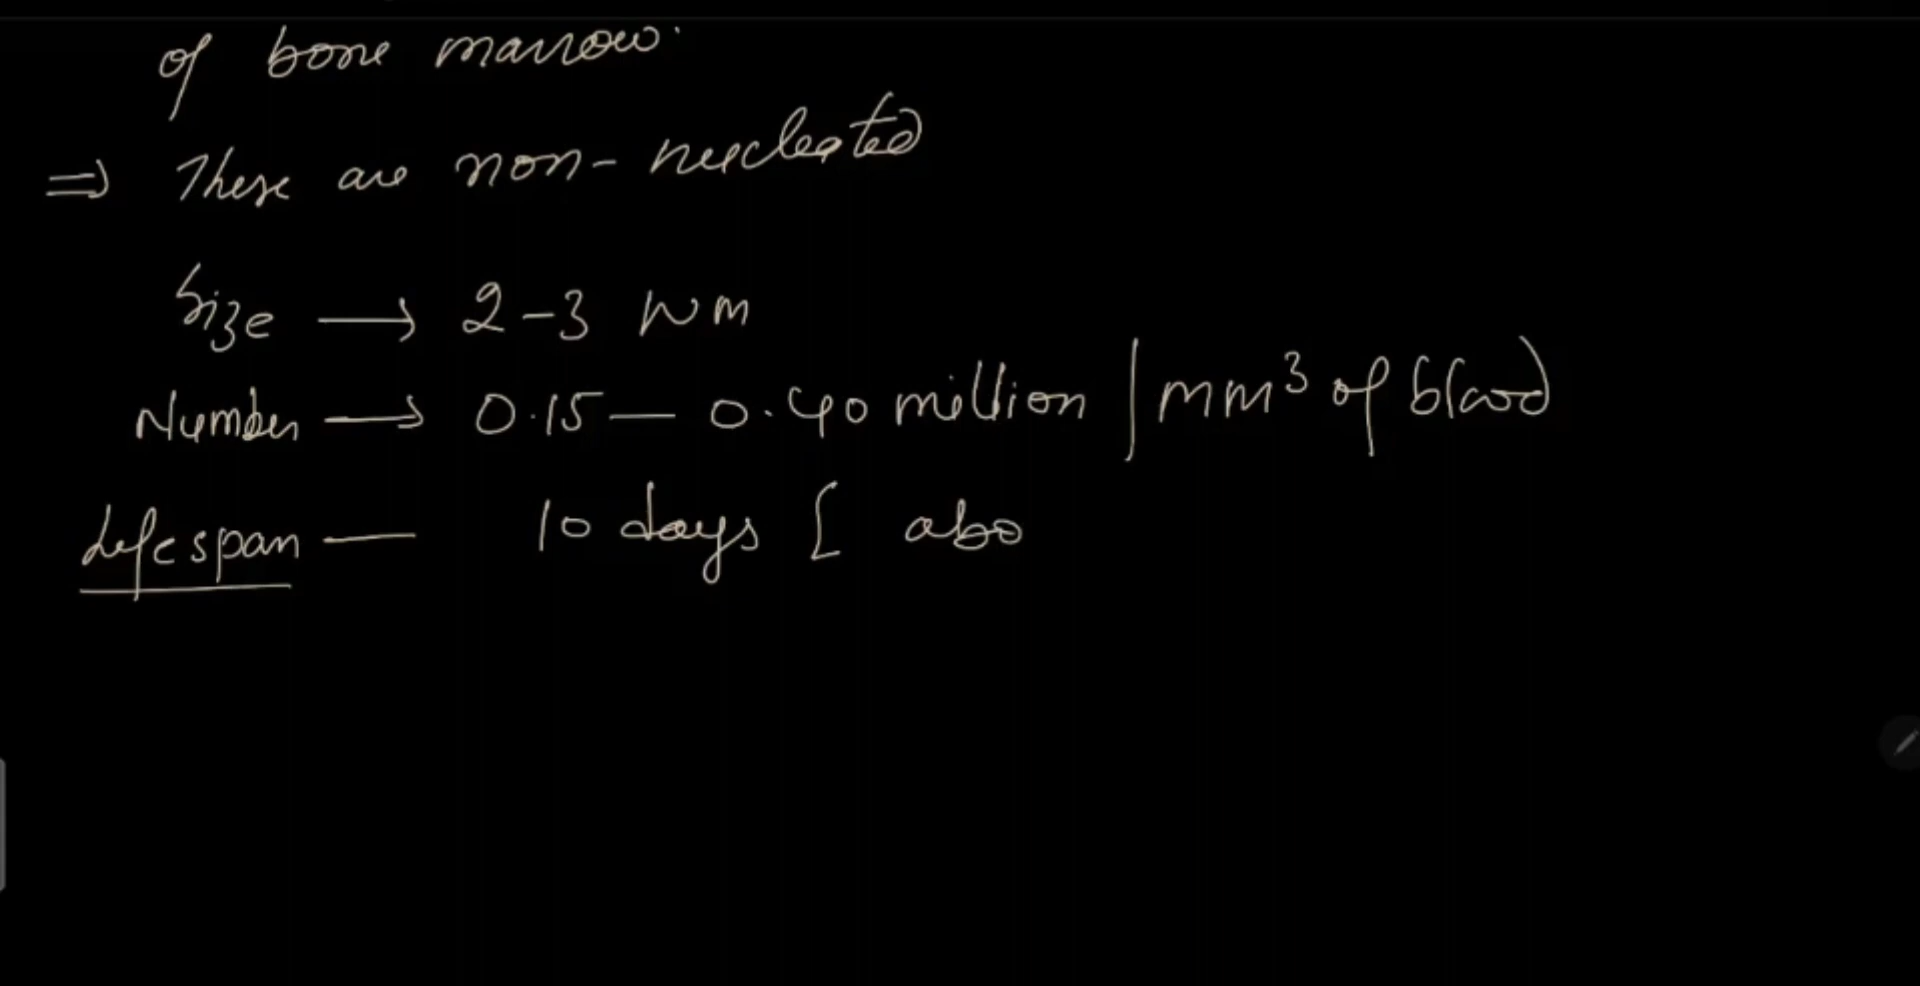 of bone marrow.
⇒ These are non-nucleated
Size → 2-3 wm
Number → 0.15 — 0.40 million / mm³ of blood
Lifespan — 10 days [ abo